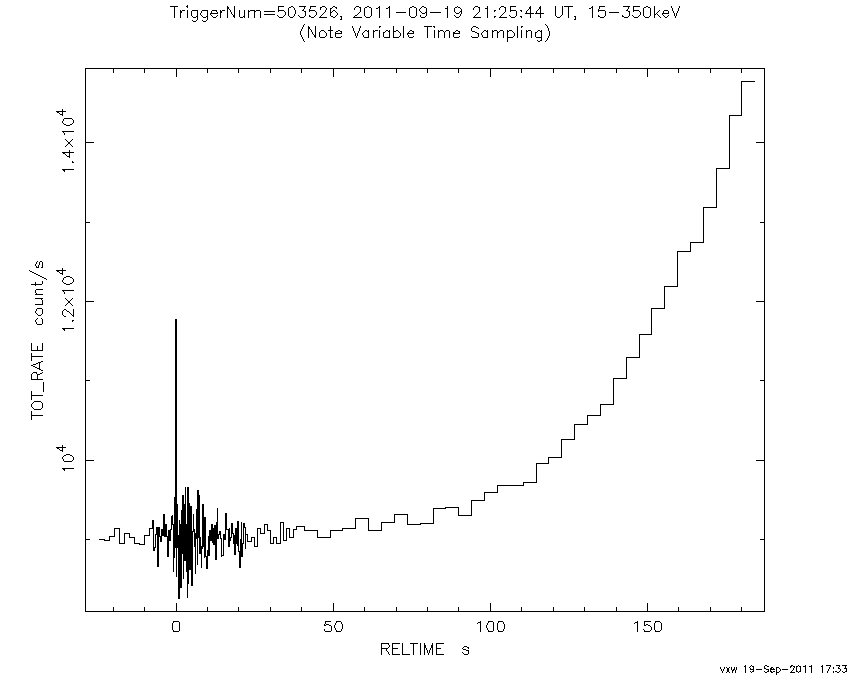 TriggerNum=503526, 2011-09-19 21:25:44 UT, 15-350keV
(Note Variable Time Sampling)
1.4×10⁴
1.2×10⁴
10⁴
TOT_RATE count/s
0 50 100 150
RELTIME s
vxw 19-Sep-2011 17:33